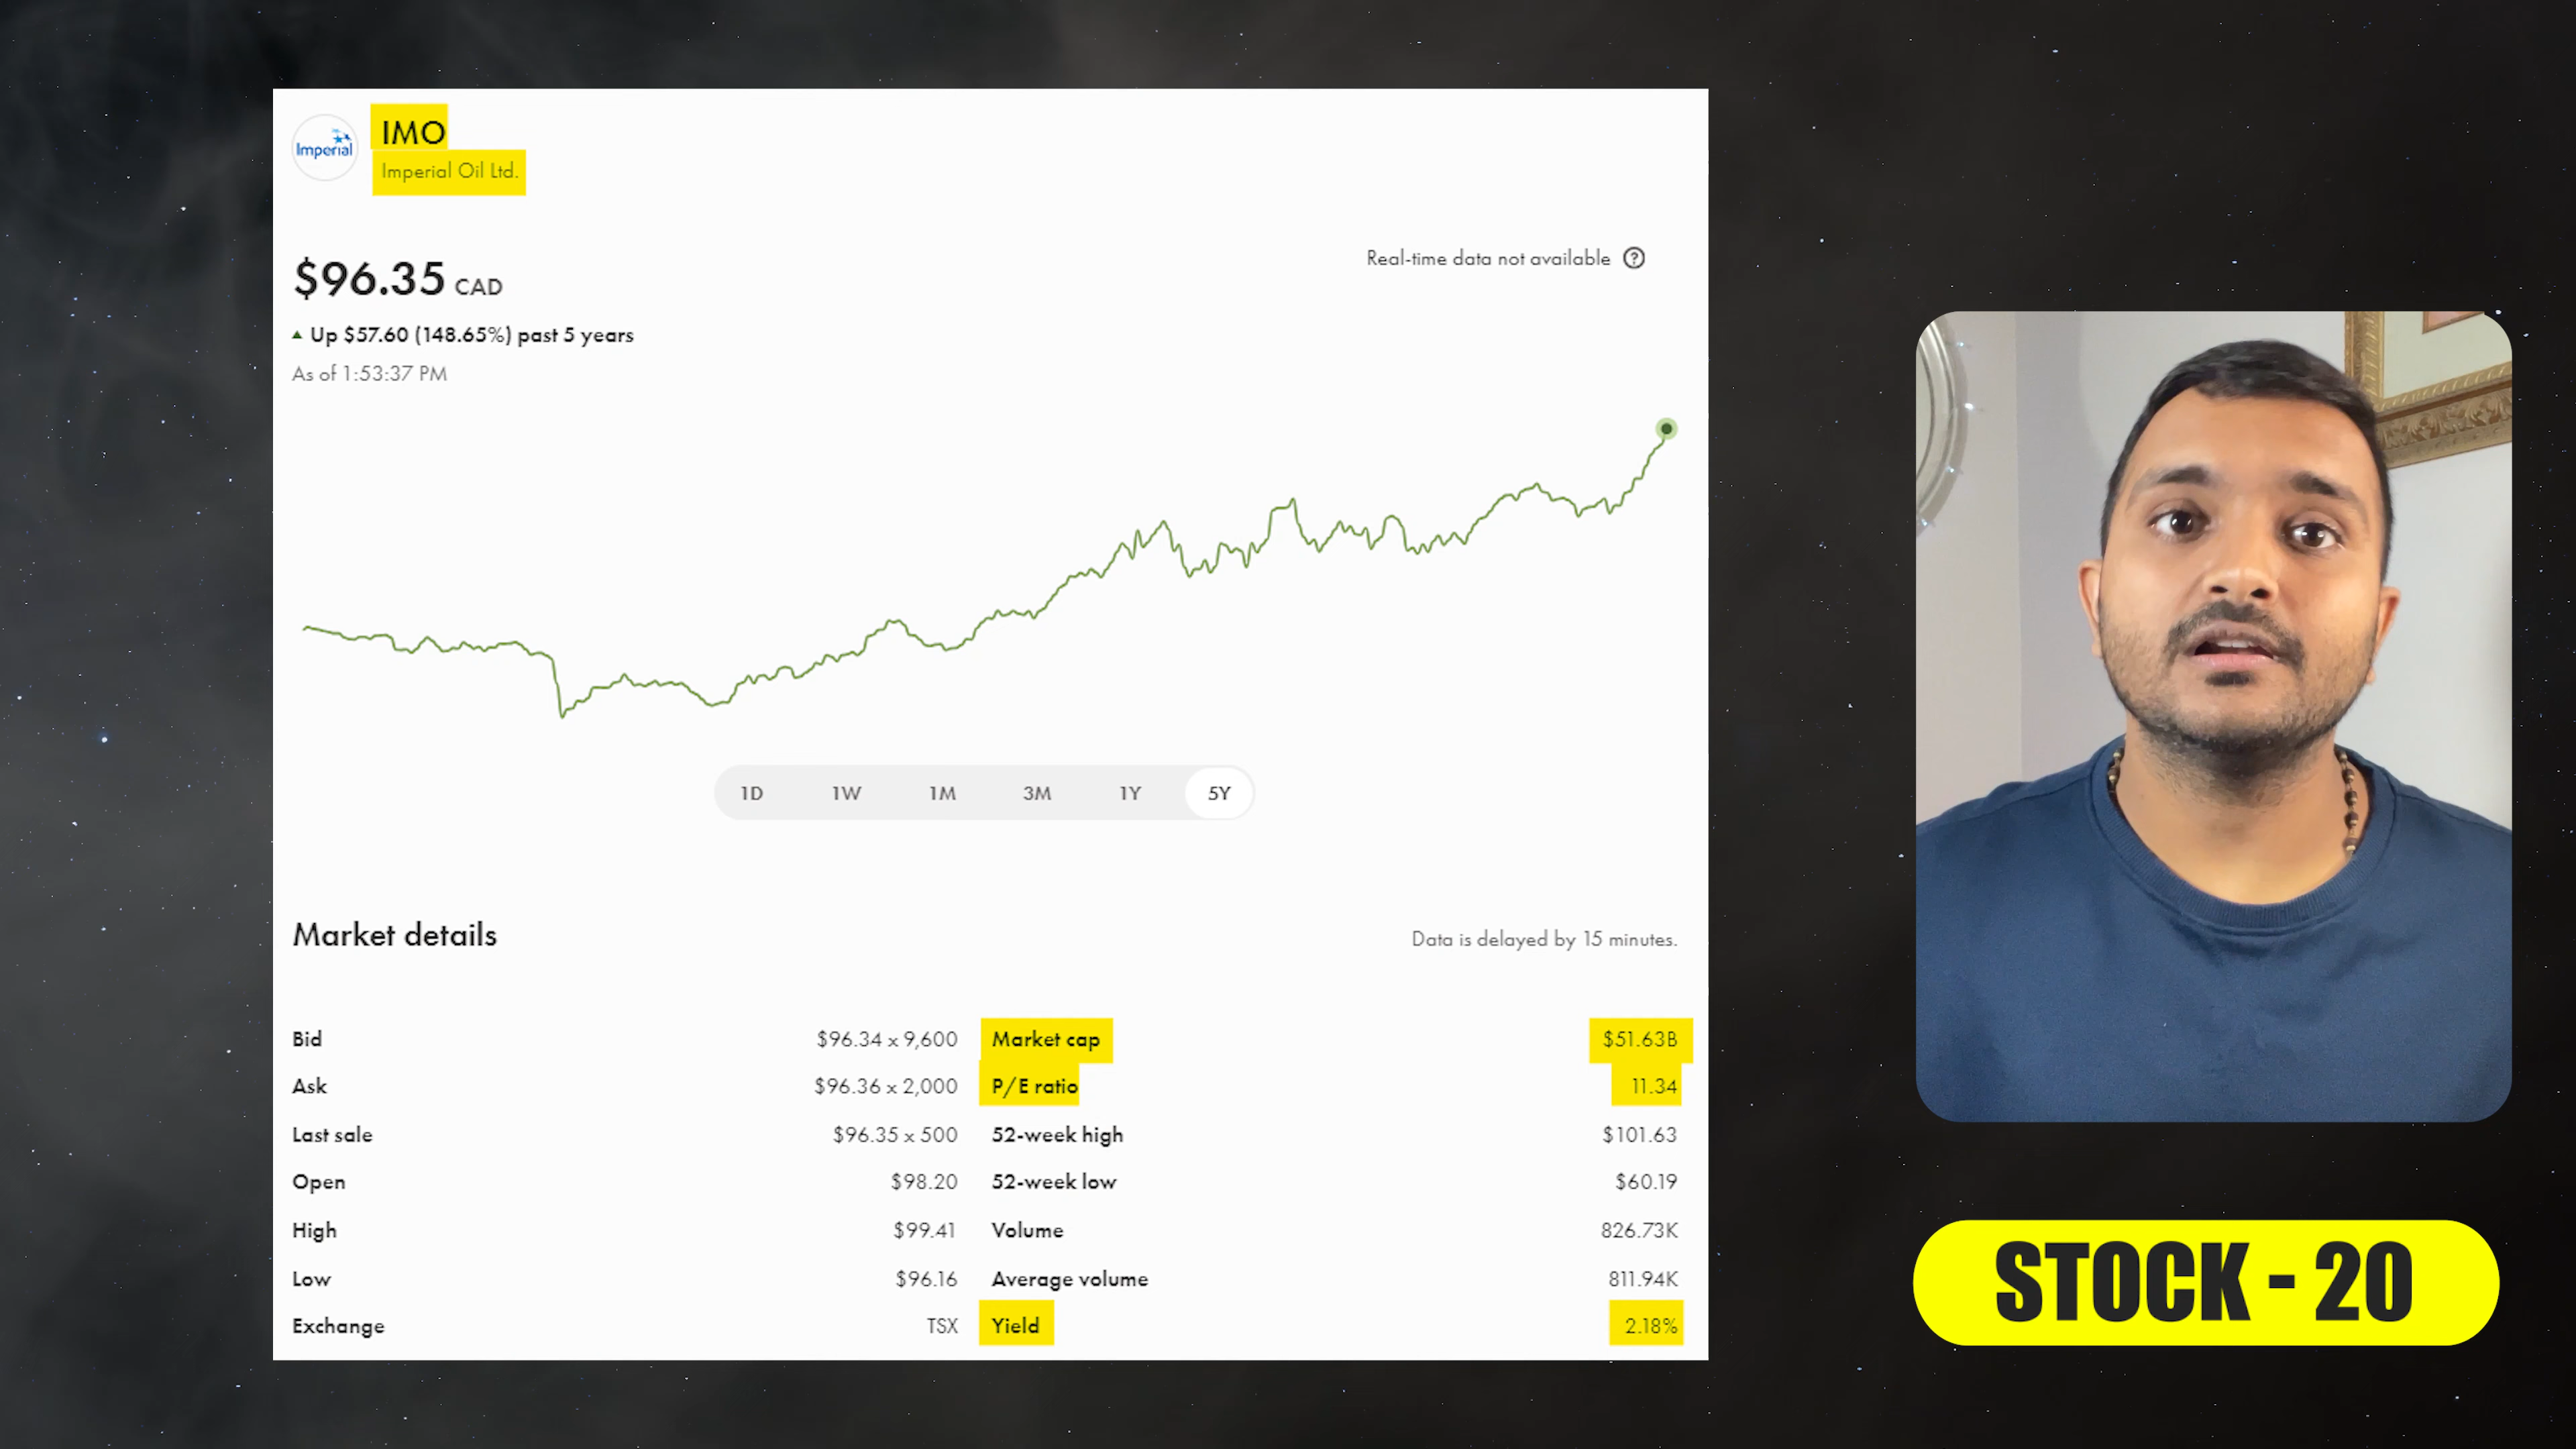 Imperial
IMO
Imperial Oil Ltd.
$96.35 CAD
Real-time data not available ?
Up $57.60 (148.65%) past 5 years
As of 1:53:37 PM
1D 1W 1M 3M 1Y 5Y
Market details
Data is delayed by 15 minutes.
Bid $96.34 x 9,600 Market cap $51.63B
Ask $96.36 x 2,000 P/E ratio 11.34
Last sale $96.35 x 500 52-week high $101.63
Open $98.20 52-week low $60.19
High $99.41 Volume 826.73K
Low $96.16 Average volume 811.94K
Exchange TSX Yield 2.18%
STOCK - 20